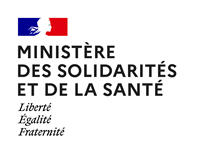 MINISTÈRE
DES SOLIDARITÉS
ET DE LA SANTÉ
Liberté
Égalité
Fraternité